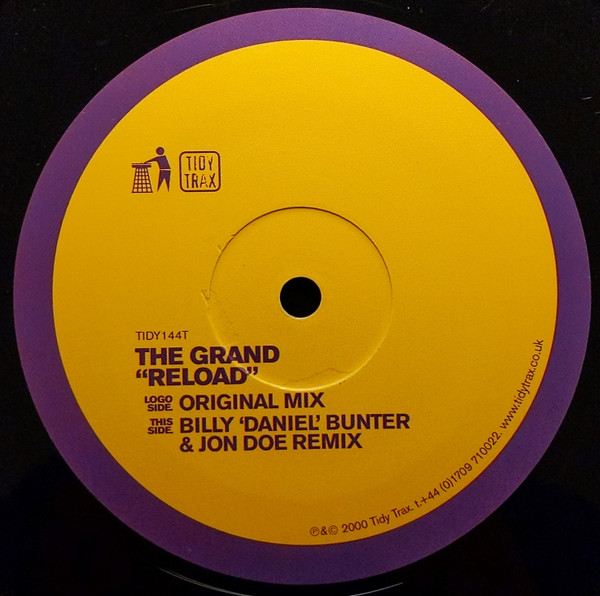 TIDY
TRAX
TIDY144T
THE GRAND
“RELOAD”
LOGO SIDE. ORIGINAL MIX
THIS SIDE. BILLY ‘DANIEL’ BUNTER
& JON DOE REMIX
℗&© 2000 Tidy Trax. t.+44 (0)1709 710022. www.tidytrax.co.uk